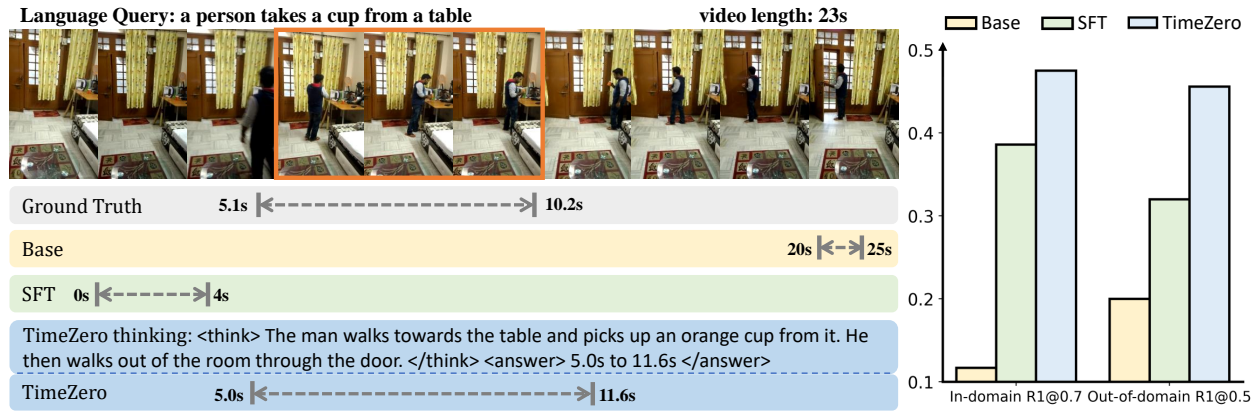 Language Query: a person takes a cup from a table
video length: 23s
Ground Truth
5.1s
10.2s
Base
20s
25s
SFT
0s
4s
TimeZero thinking: <think> The man walks towards the table and picks up an orange cup from it. He
then walks out of the room through the door. </think> <answer> 5.0s to 11.6s </answer>
TimeZero
5.0s
11.6s
Base
SFT
TimeZero
0.5
0.4
0.3
0.2
0.1
In-domain R1@0.7
Out-of-domain R1@0.5